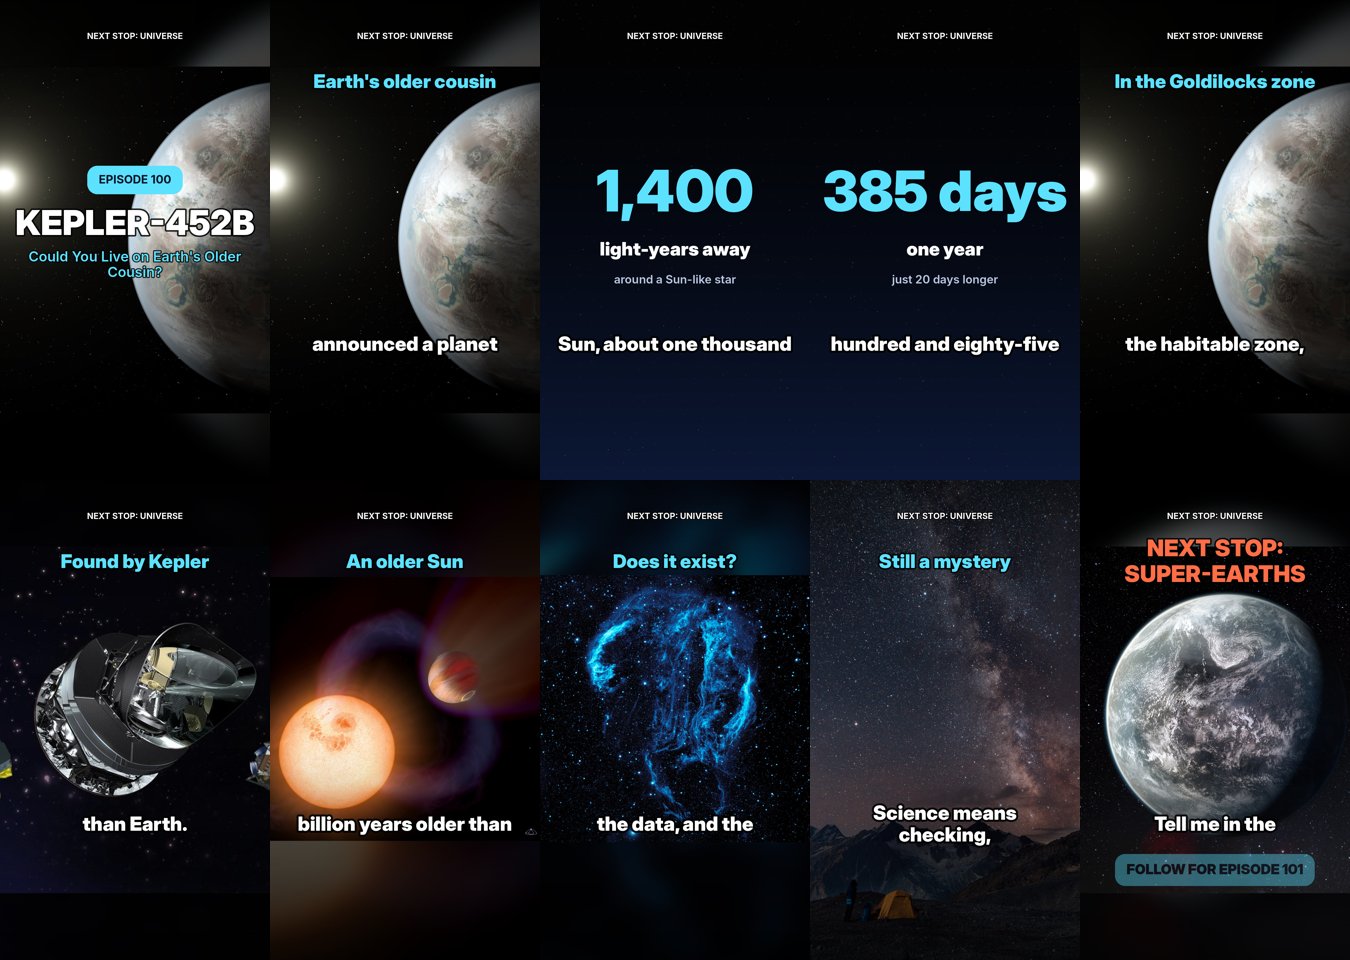 NEXT STOP: UNIVERSE
EPISODE 100
KEPLER-452B
Could You Live on Earth's Older
Cousin?
NEXT STOP: UNIVERSE
Earth's older cousin
announced a planet
NEXT STOP: UNIVERSE
1,400
light-years away
around a Sun-like star
Sun, about one thousand
NEXT STOP: UNIVERSE
385 days
one year
just 20 days longer
hundred and eighty-five
NEXT STOP: UNIVERSE
In the Goldilocks zone
the habitable zone,
NEXT STOP: UNIVERSE
Found by Kepler
than Earth.
NEXT STOP: UNIVERSE
An older Sun
billion years older than
NEXT STOP: UNIVERSE
Does it exist?
the data, and the
NEXT STOP: UNIVERSE
Still a mystery
Science means
checking,
NEXT STOP: UNIVERSE
NEXT STOP:
SUPER-EARTHS
Tell me in the
FOLLOW FOR EPISODE 101